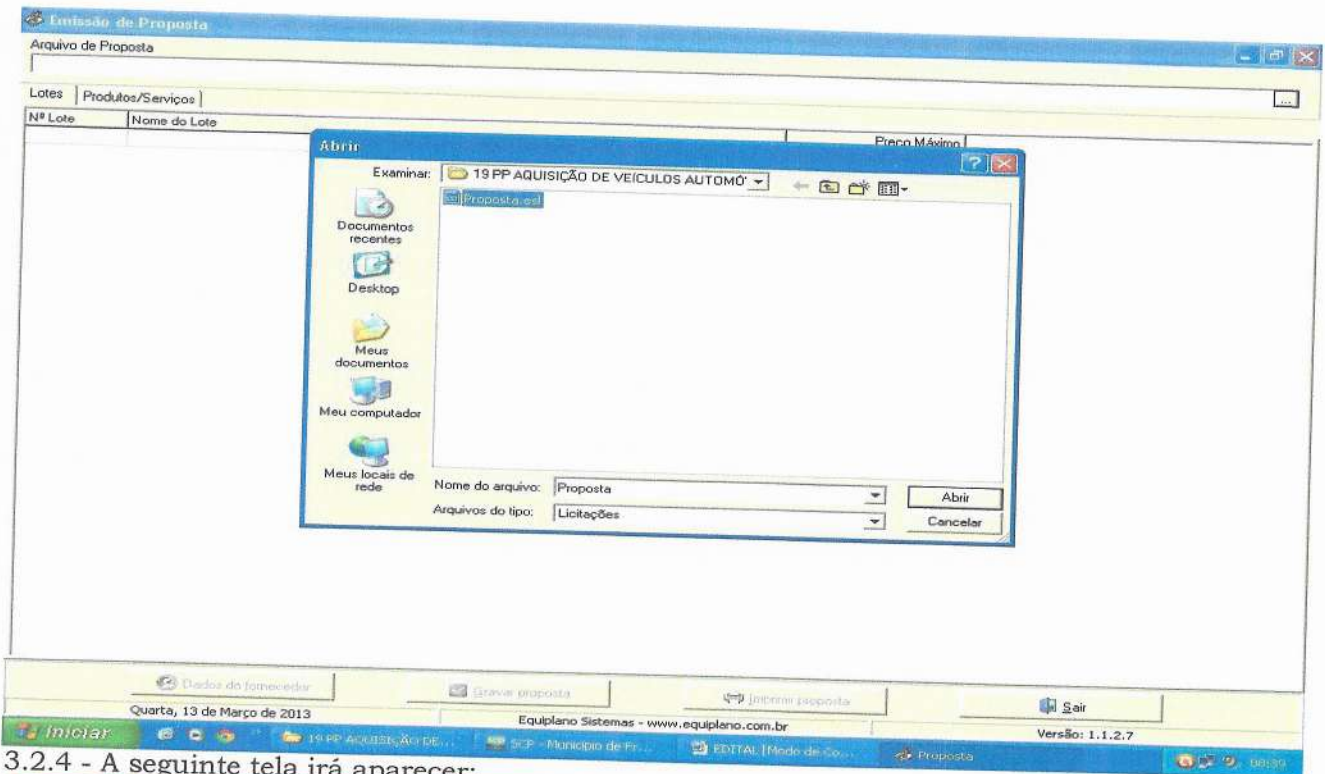 Emissão de Proposta
Arquivo de Proposta
...
Lotes
Produtos/Serviços
Nº Lote
Nome do Lote
Preço Máximo
Abrir
Examinar:
19 PP AQUISIÇÃO DE VEÍCULOS AUTOMÓ
Proposta.esl
Documentos recentes
Desktop
Meus documentos
Meu computador
Meus locais de rede
Nome do arquivo:
Proposta
Abrir
Arquivos do tipo:
Licitações
Cancelar
Dados do fornecedor
Gravar proposta
Imprimir proposta
Sair
Quarta, 13 de Março de 2013
Equiplano Sistemas - www.equiplano.com.br
Versão: 1.1.2.7
Iniciar
19 PP AQUISIÇÃO DE...
SCP - Municipio de Fr...
EDITAL [Modo de Co...
Proposta
3.2.4 - A seguinte tela irá aparecer: